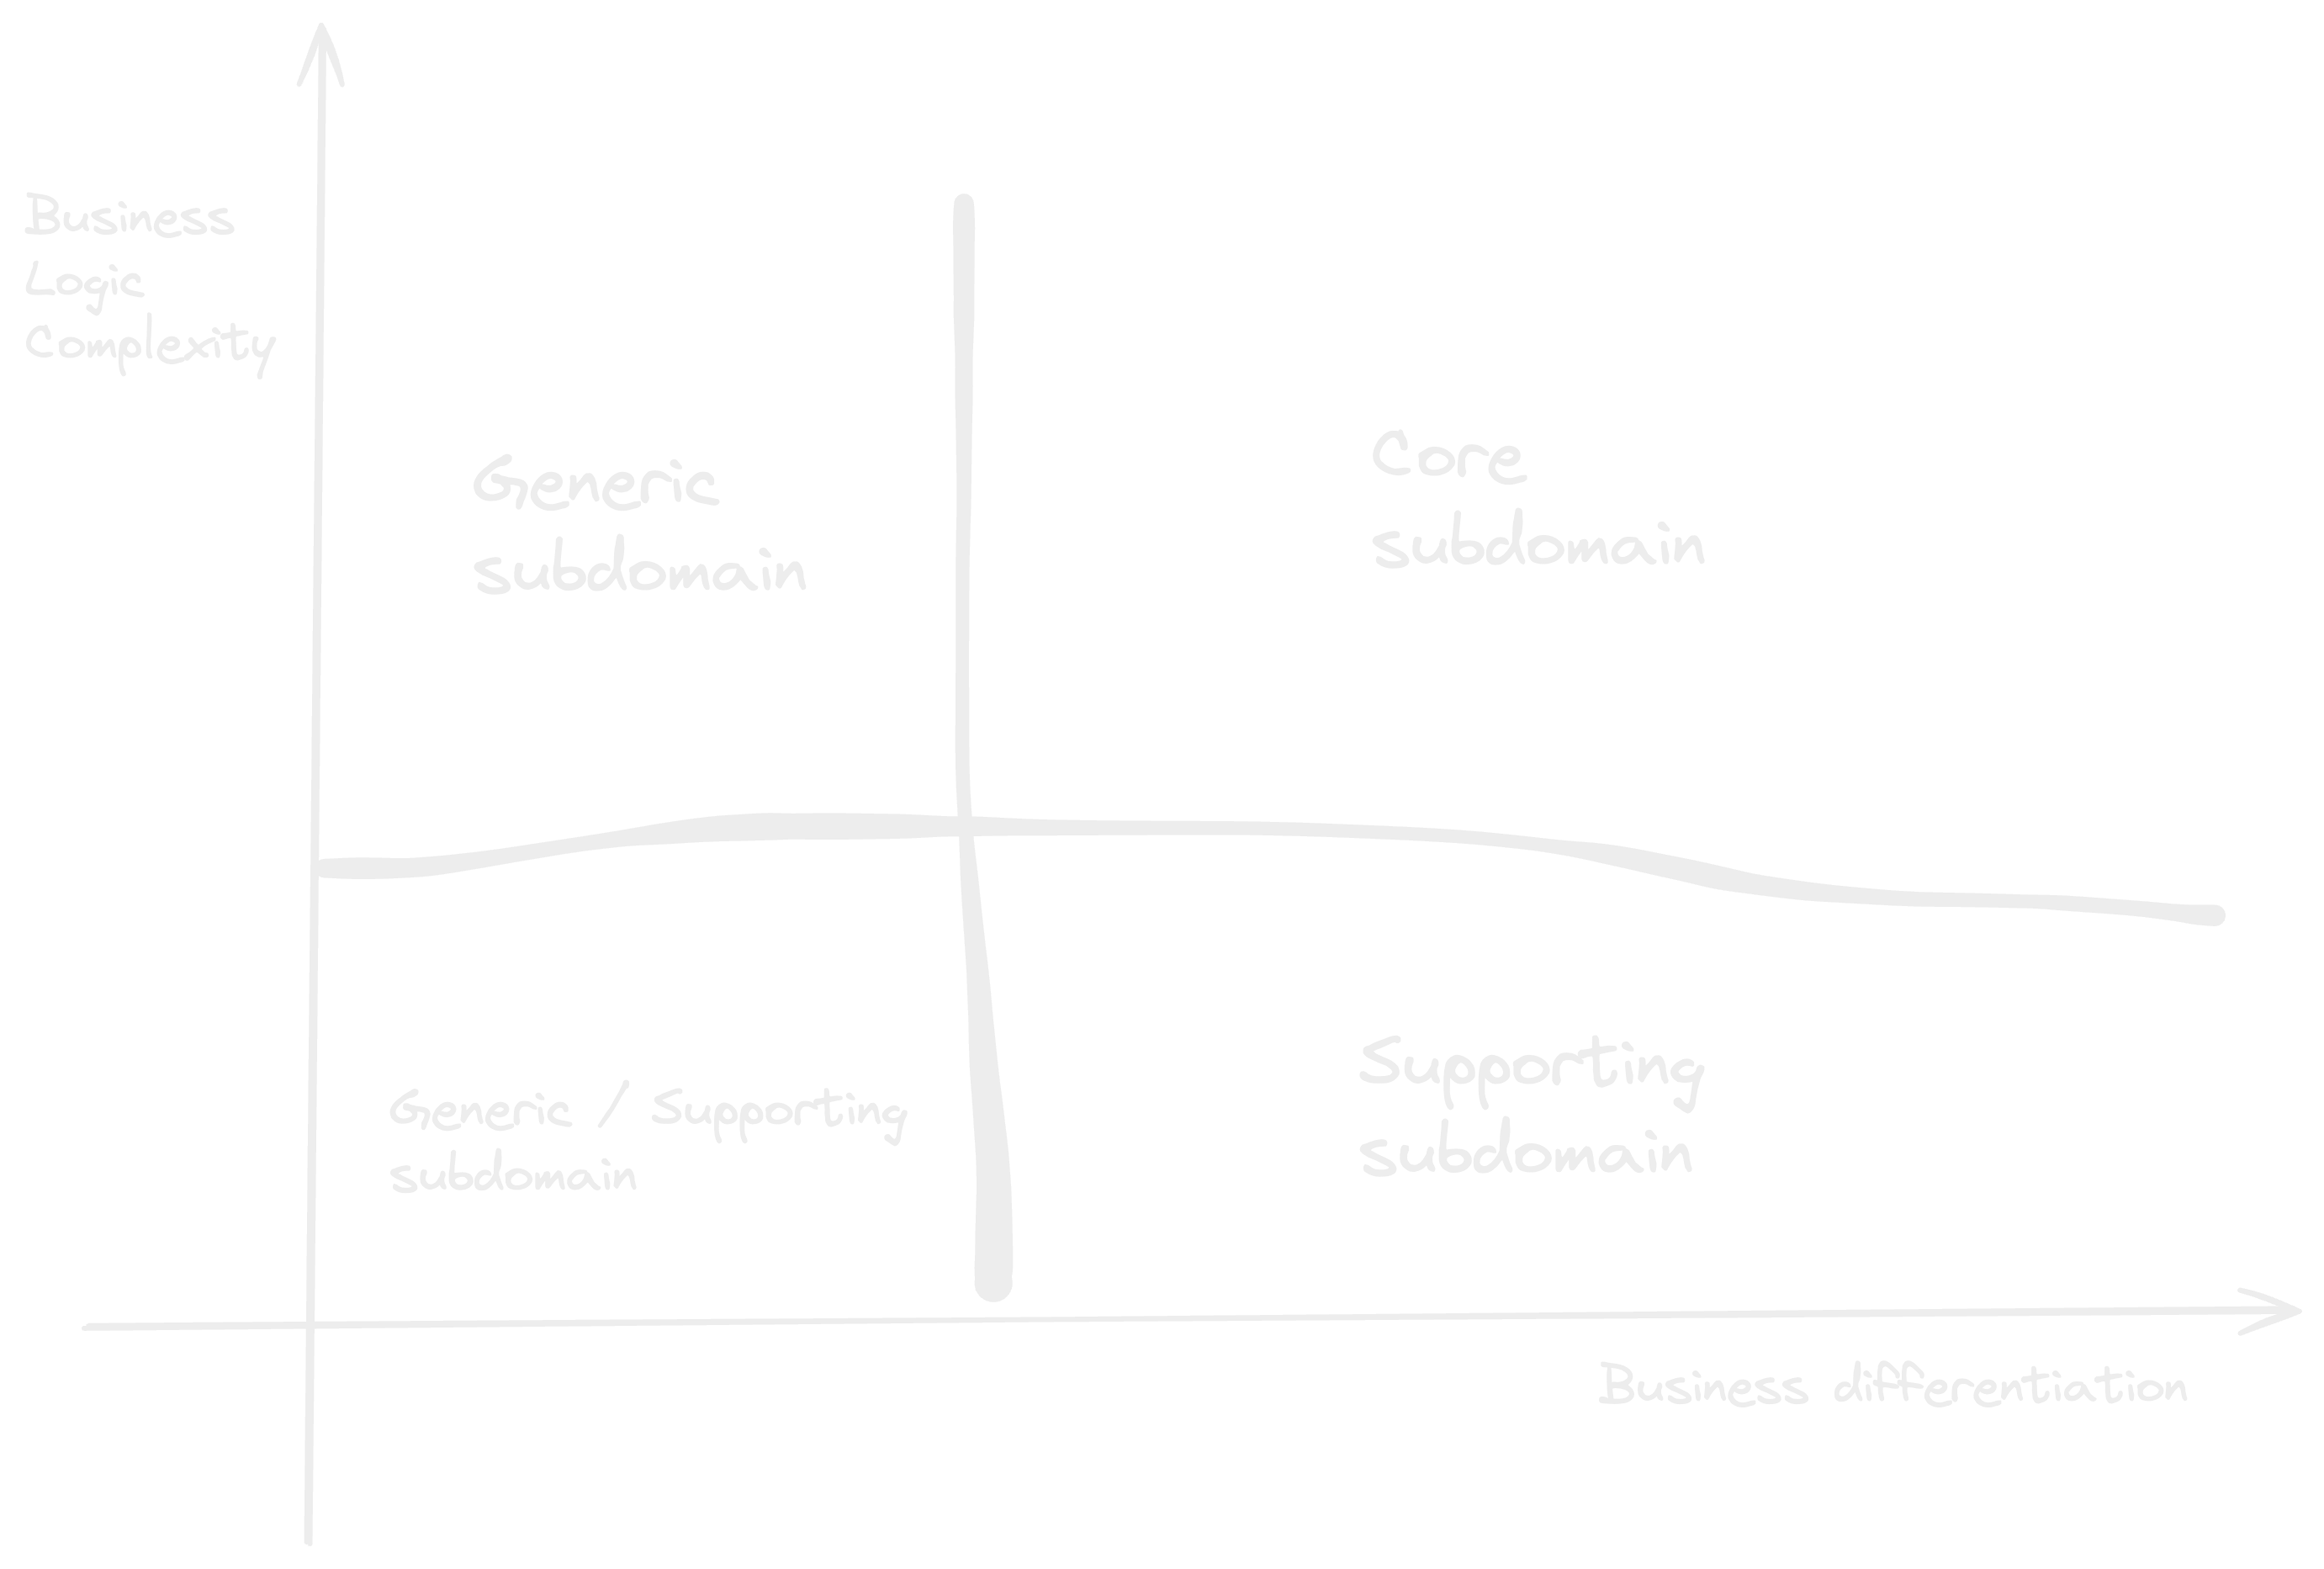 Business
Logic
Complexity
Generic
subdomain
Core
subdomain
Generic / Supporting
subdomain
Supporting
subdomain
Business differentiation